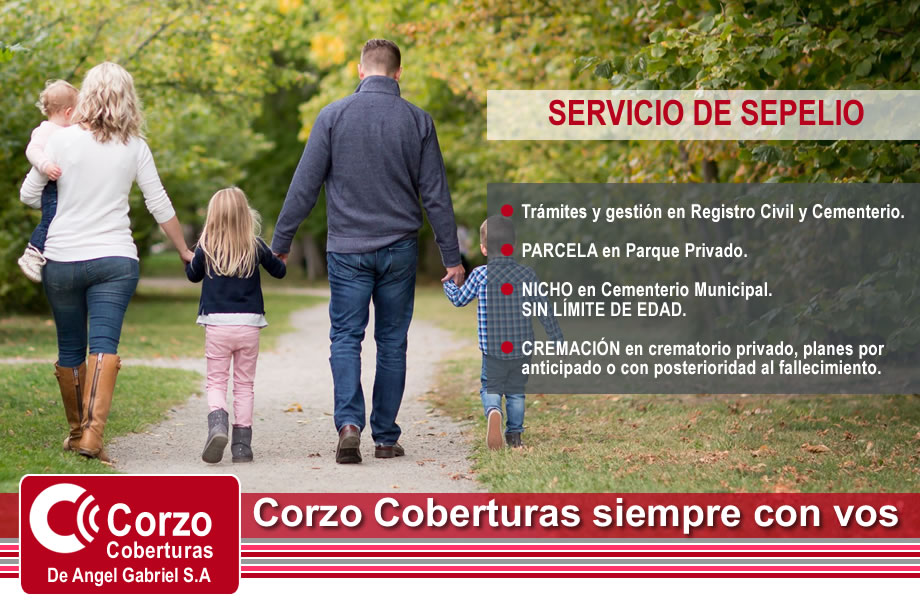 SERVICIO DE SEPELIO
Trámites y gestión en Registro Civil y Cementerio.
PARCELA en Parque Privado.
NICHO en Cementerio Municipal.
SIN LÍMITE DE EDAD.
CREMACIÓN en crematorio privado, planes por
anticipado o con posterioridad al fallecimiento.
Corzo Coberturas siempre con vos
Corzo
Coberturas
De Angel Gabriel S.A